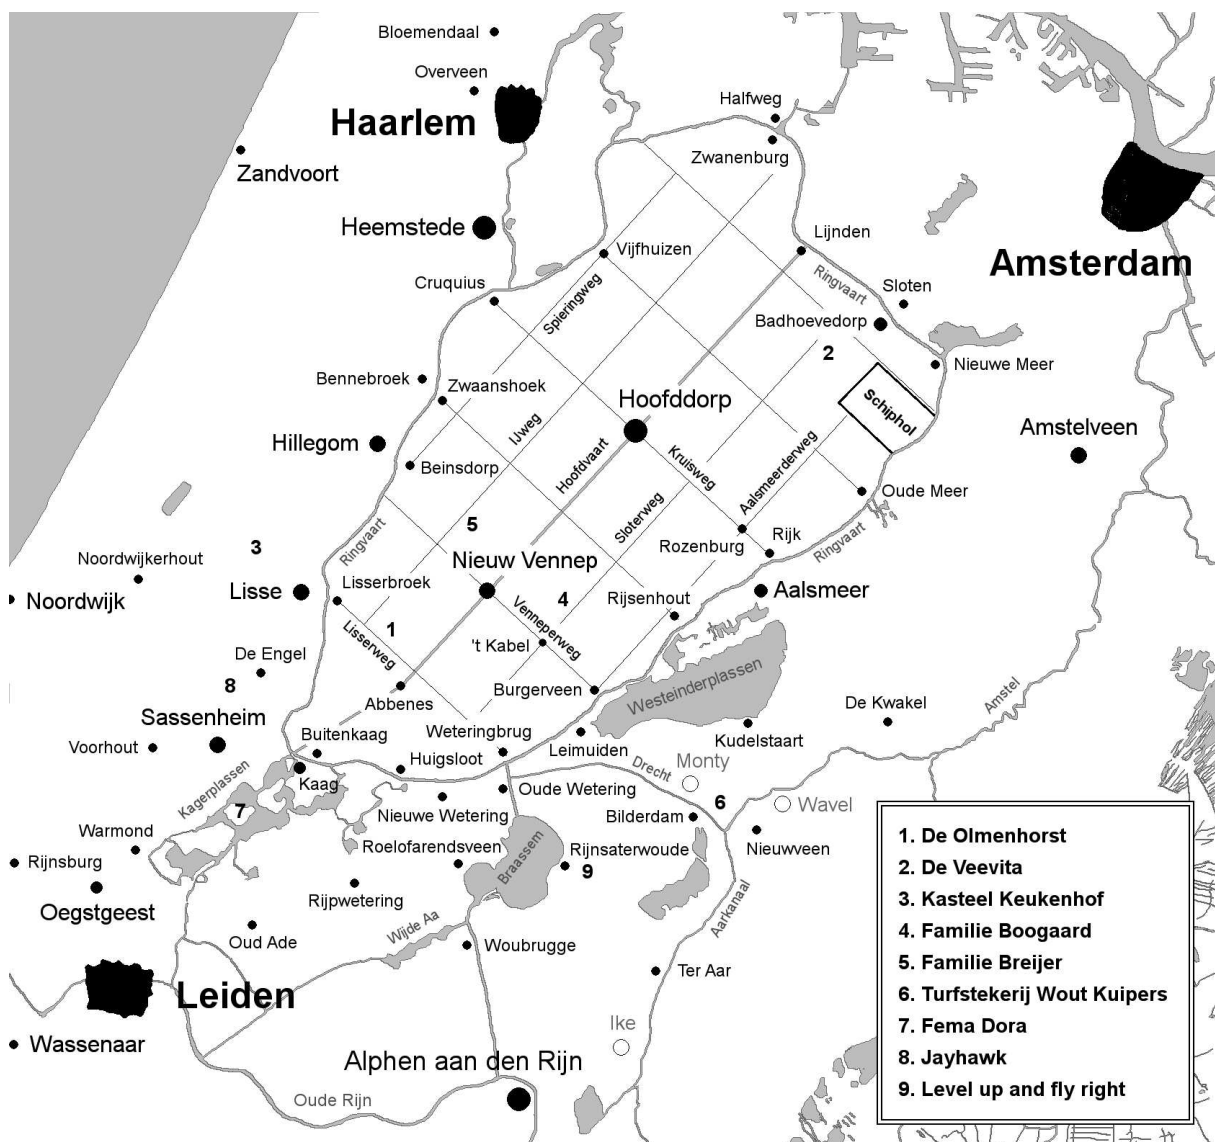 Bloemendaal
Overveen
Haarlem
Halfweg
Zwanenburg
Zandvoort
Heemstede
Vijfhuizen
Lijnden
Amsterdam
Cruquius
Ringvaart
Sloten
Spieringweg
Badhoevedorp
2
Nieuwe Meer
Bennebroek
Zwaanshoek
Hoofddorp
Schiphol
Hillegom
IJweg
Amstelveen
Beinsdorp
Hoofdvaart
Kruisweg
Aalsmeerderweg
Oude Meer
Sloterweg
5
Ringvaart
Rozenburg
Rijk
Ringvaart
3
Noordwijkerhout
Nieuw Vennep
Lisserbroek
Lisse
Noordwijk
4
Rijsenhout
Aalsmeer
1
Lisserweg
Venneperweg
't Kabel
De Engel
8
Burgerveen
Westeinderplassen
Abbenes
Sassenheim
De Kwakel
Amstel
Buitenkaag
Weteringbrug
Voorhout
Leimuiden
Kudelstaart
Huigsloot
Kagerplassen
Kaag
Drecht
Monty
Oude Wetering
6
Wavel
7
Nieuwe Wetering
Bilderdam
Warmond
Nieuwveen
Roelofarendsveen
Braassem
Rijnsaterwoude
Rijnsburg
9
Rijpwetering
Oegstgeest
Aarkanaal
Wijde Aa
Oud Ade
Woubrugge
Ter Aar
Leiden
Ike
Wassenaar
Alphen aan den Rijn
Oude Rijn
1. De Olmenhorst
2. De Veevita
3. Kasteel Keukenhof
4. Familie Boogaard
5. Familie Breijer
6. Turfstekerij Wout Kuipers
7. Fema Dora
8. Jayhawk
9. Level up and fly right